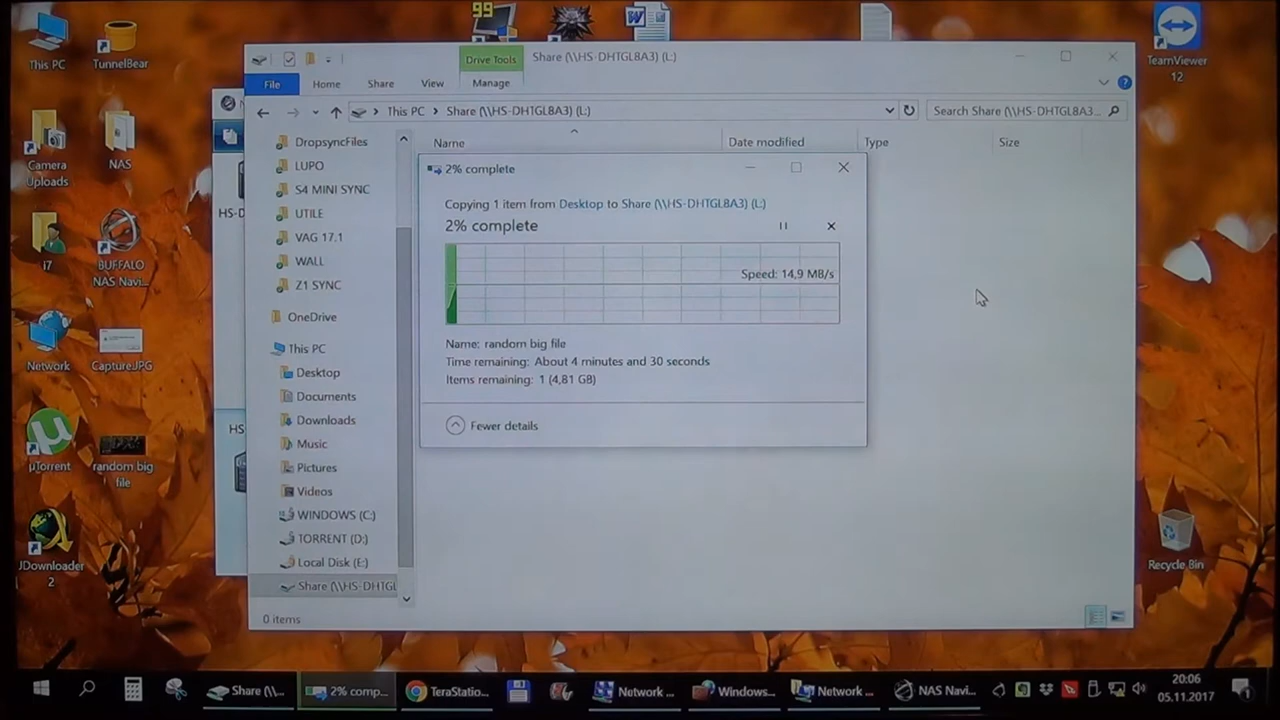 99
This PC
TunnelBear
TeamViewer
12
Drive Tools
Share (\\HS-DHTGL8A3) (L:)
File
Home
Share
View
Manage
This PC
Share (\\HS-DHTGL8A3) (L:)
Search Share (\\HS-DHTGL8A3...
Name
Date modified
Type
Size
Camera
Uploads
NAS
i7
BUFFALO
NAS Navi...
Network
Capture.JPG
µTorrent
random big
file
JDownloader
2
Recycle Bin
DropsyncFiles
LUPO
S4 MINI SYNC
UTILE
VAG 17.1
WALL
Z1 SYNC
OneDrive
This PC
Desktop
Documents
Downloads
Music
Pictures
Videos
WINDOWS (C:)
TORRENT (D:)
Local Disk (E:)
Share (\\HS-DHTGL
0 items
HS-D
HS
2% complete
Copying 1 item from Desktop to Share (\\HS-DHTGL8A3) (L:)
2% complete
Speed: 14,9 MB/s
Name: random big file
Time remaining: About 4 minutes and 30 seconds
Items remaining: 1 (4,81 GB)
Fewer details
Share (\\...
2% comp...
TeraStatio...
Network ...
Windows...
Network ...
NAS Navi...
20:06
05.11.2017
1